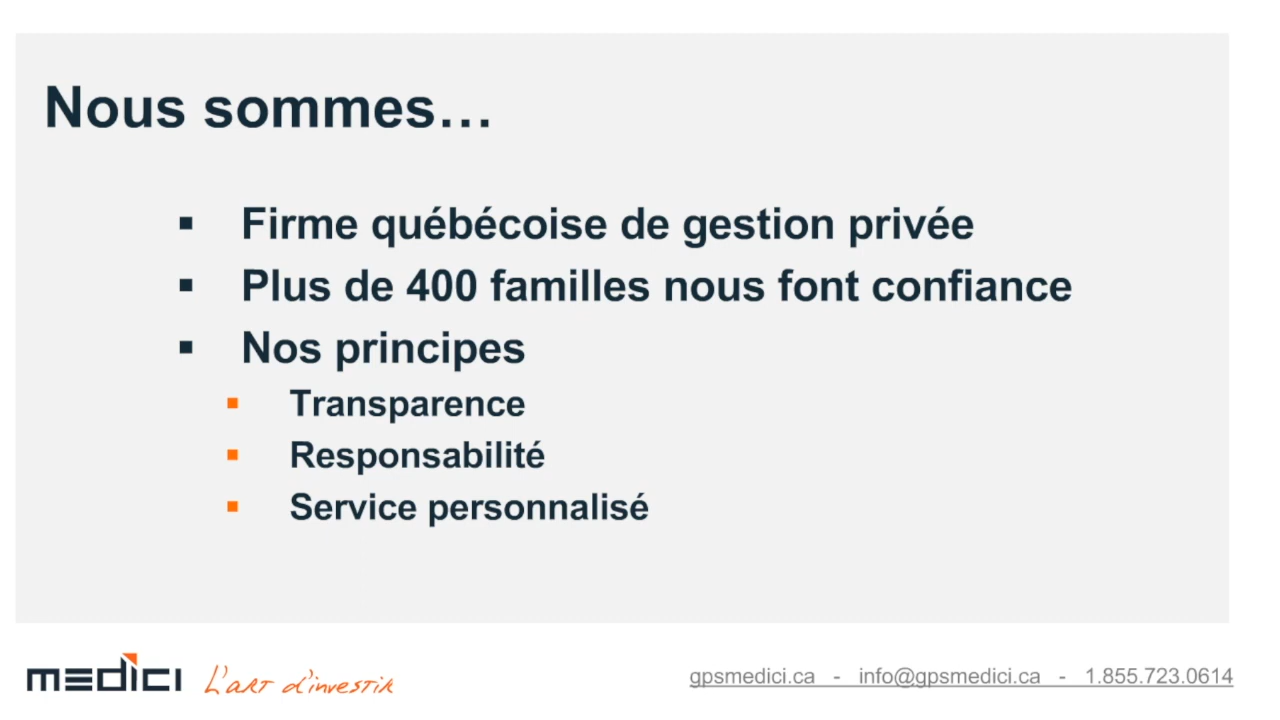 Nous sommes…
▪ Firme québécoise de gestion privée
▪ Plus de 400 familles nous font confiance
▪ Nos principes
▪ Transparence
▪ Responsabilité
▪ Service personnalisé
MEDICI L'ART d'investir gpsmedici.ca - info@gpsmedici.ca - 1.855.723.0614